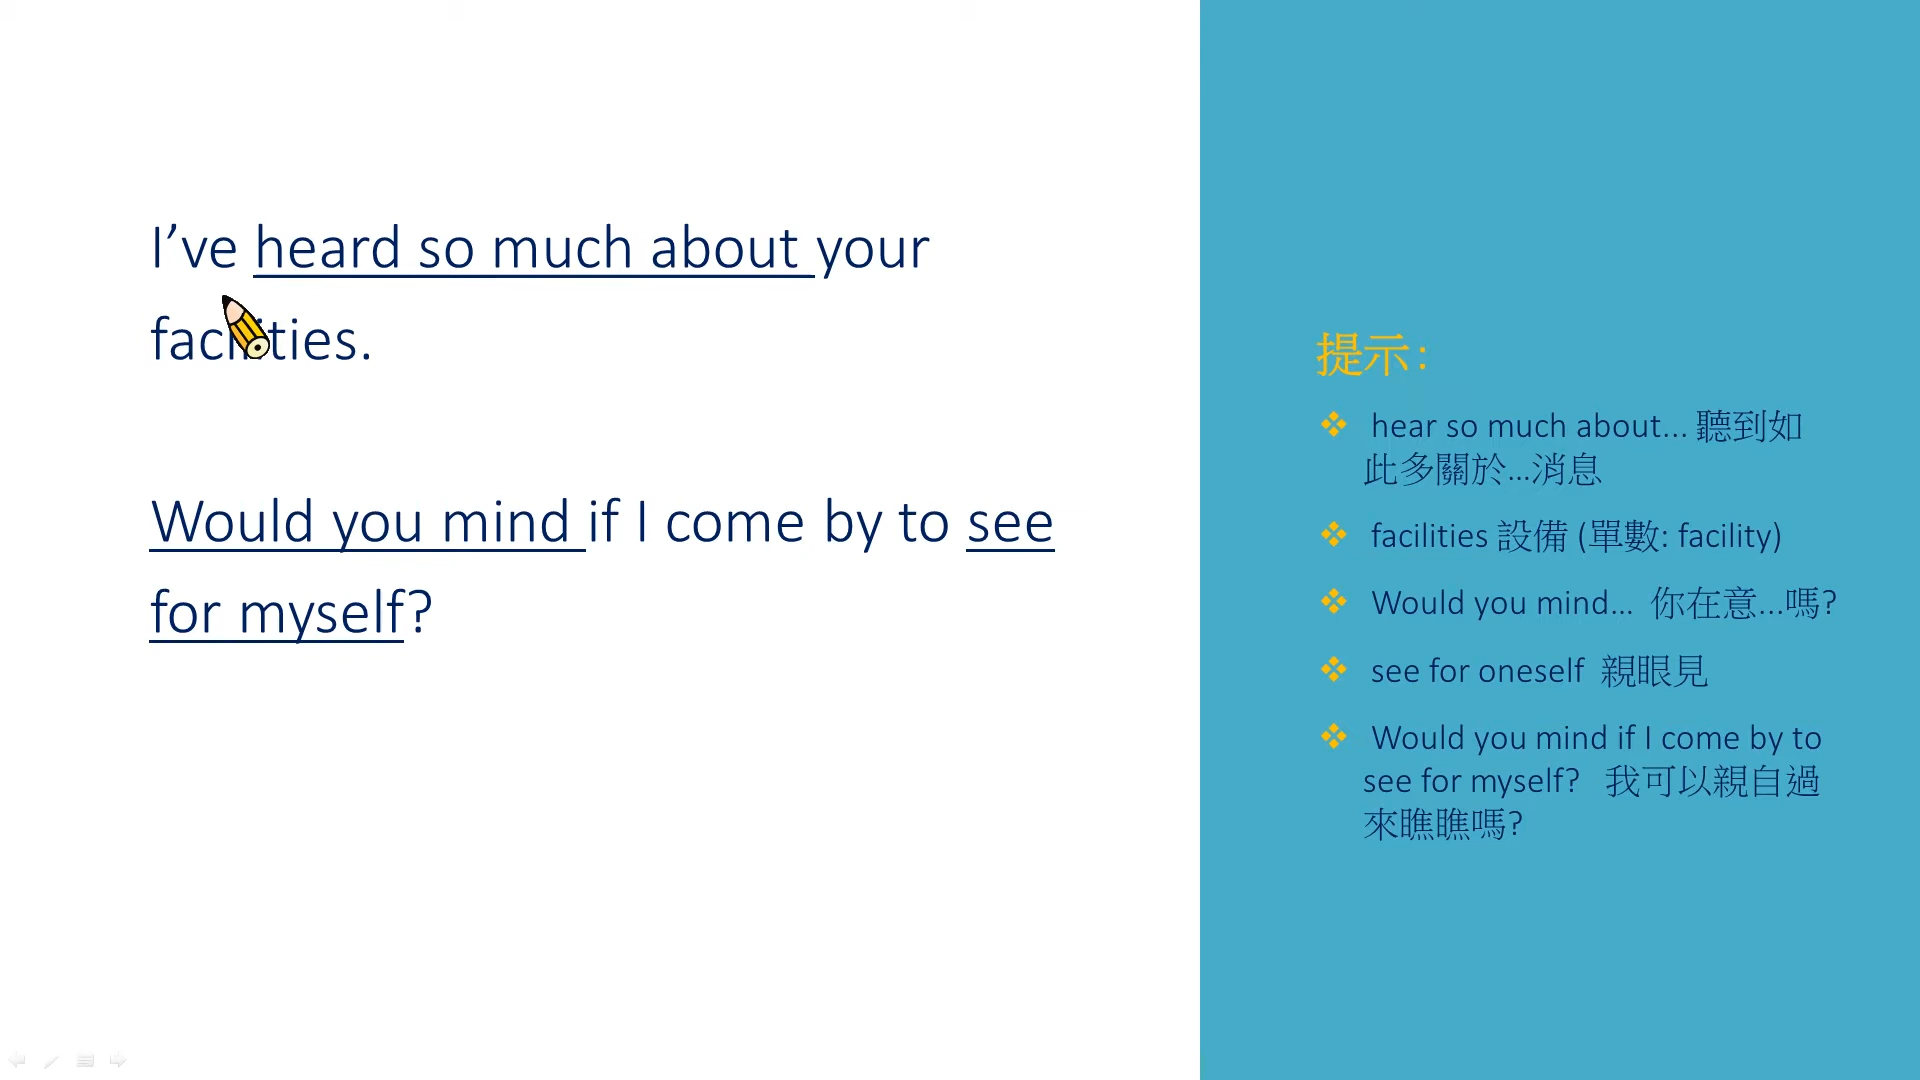 I’ve heard so much about your
facilities.
Would you mind if I come by to see
for myself?
提示:
hear so much about... 聽到如
此多關於...消息
facilities 設備 (單數: facility)
Would you mind... 你在意...嗎?
see for oneself 親眼見
Would you mind if I come by to
see for myself? 我可以親自過
來瞧瞧嗎?